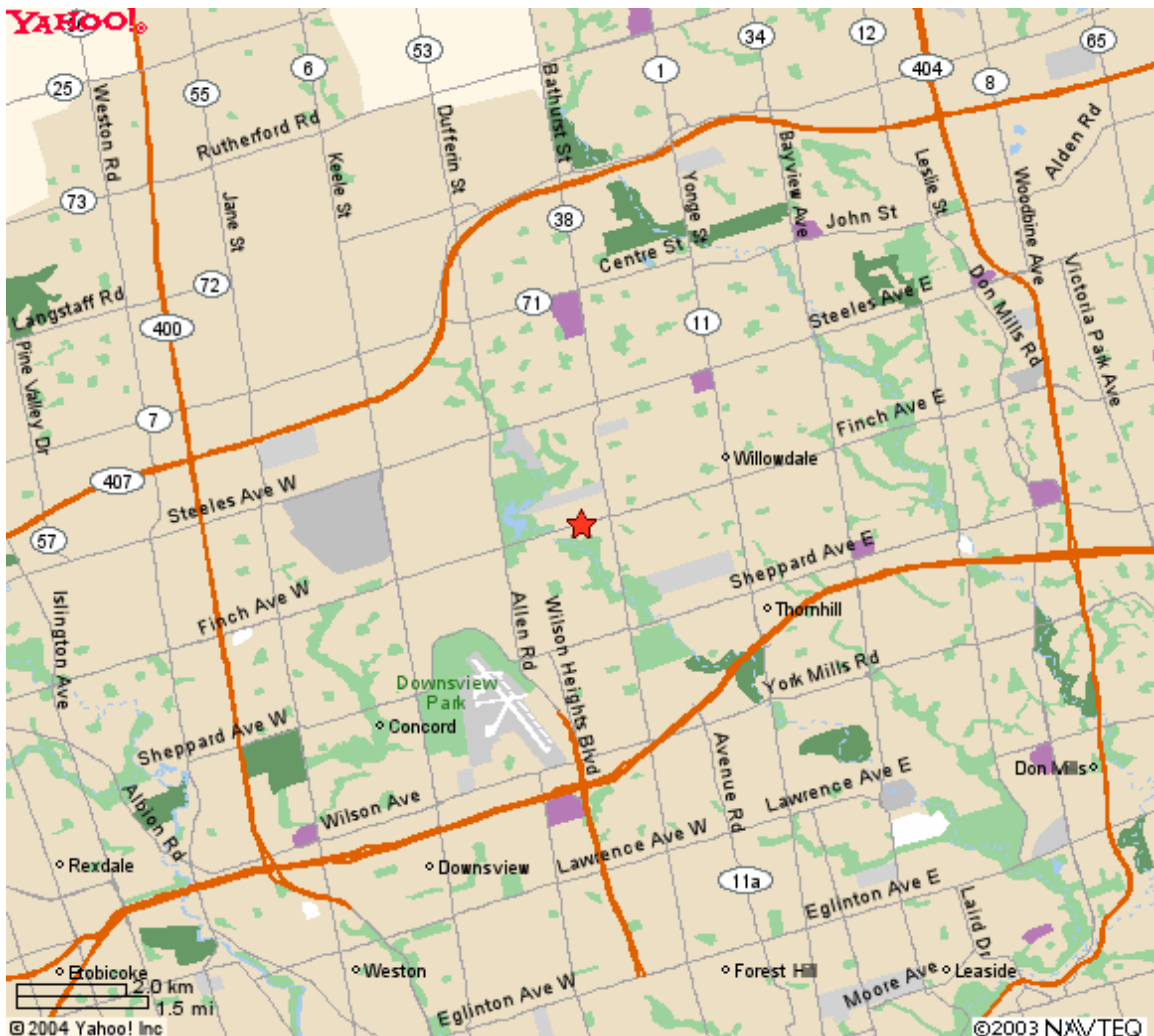 YAHOO!
53
34
12
6
1
65
404
25
55
8
Bathurst St
Weston Rd
Rutherford Rd
Dufferin St
Keele St
Alden Rd
Bayview Ave
Leslie St
Woodbine Ave
73
Jane St
38
Yonge St
John St
Centre St
72
Langstaff Rd
71
Don Mills Rd
Victoria Park Ave
Steeles Ave E
400
11
Pine Valley Dr
7
Finch Ave E
407
Willowdale
Steeles Ave W
57
Sheppard Ave E
Finch Ave W
Islington Ave
Allen Rd
Wilson Heights Blvd
Thornhill
York Mills Rd
Downsview
Park
Concord
Sheppard Ave W
Avenue Rd
Don Mills
Lawrence Ave E
Wilson Ave
Albion Rd
Lawrence Ave W
Rexdale
Downsview
11a
Eglinton Ave E
Laird Dr
Etobicoke
Weston
Forest Hill
Leaside
Moore Ave
2.0 km
1.5 mi
Eglinton Ave W
© 2004 Yahoo! Inc
©2003 NAVTEQ